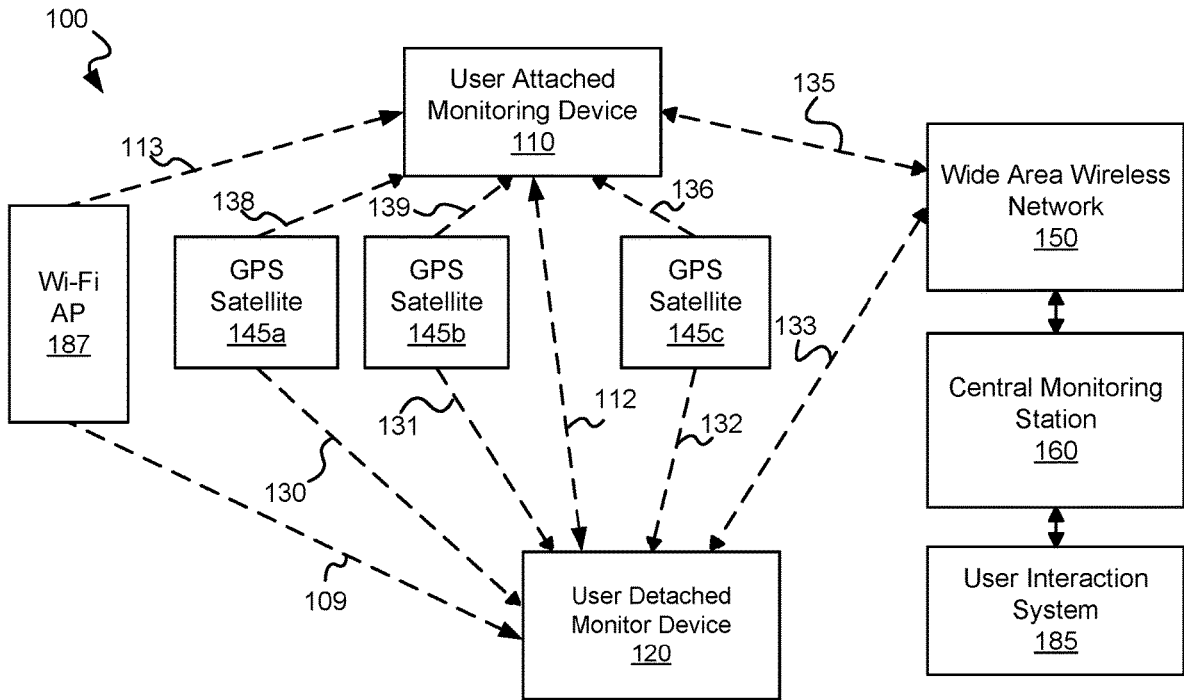 100
User Attached
Monitoring Device
110
135
113
138
139
136
Wide Area Wireless
Network
150
Wi-Fi
AP
187
GPS
Satellite
145a
GPS
Satellite
145b
GPS
Satellite
145c
133
131
112
132
130
109
Central Monitoring
Station
160
User Detached
Monitor Device
120
User Interaction
System
185